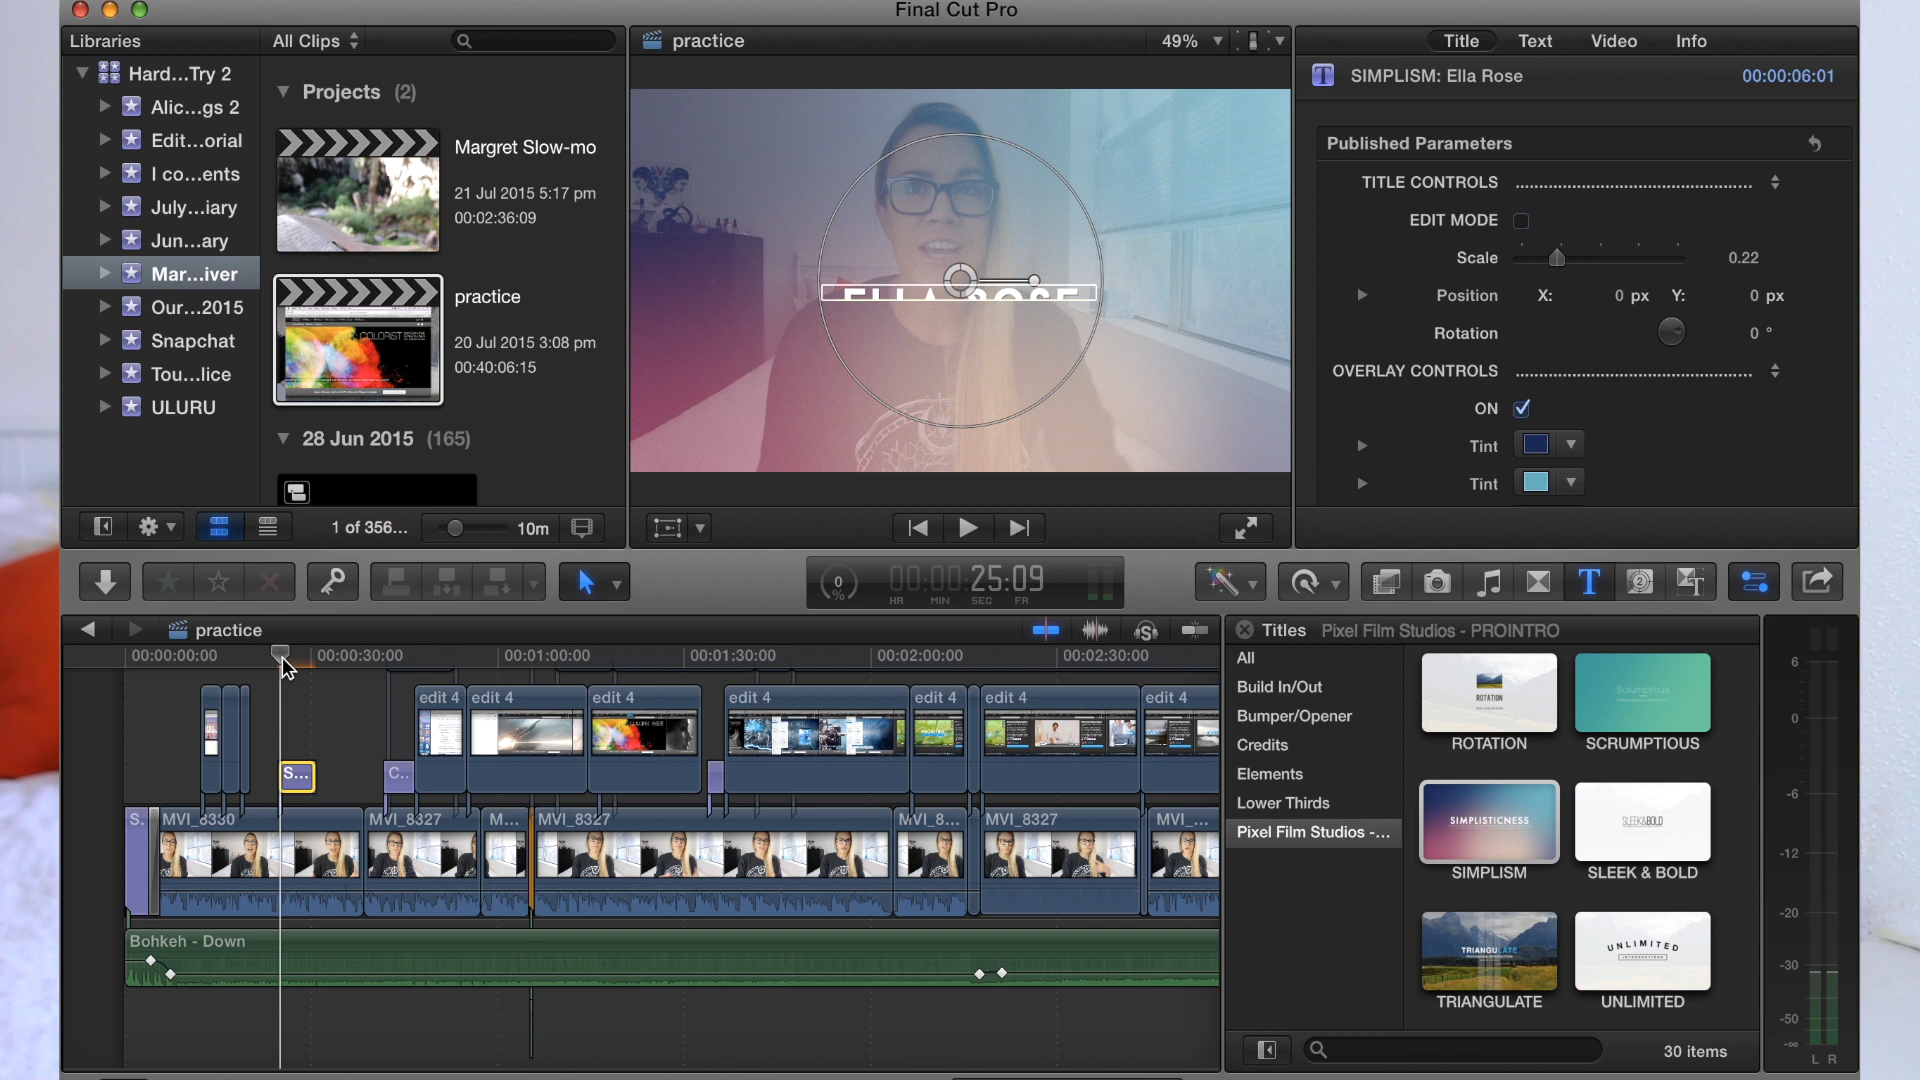 Final Cut Pro
Libraries
All Clips
practice
49%
Title
Text
Video
Info
Hard...Try 2
Alic...gs 2
Edit...orial
I co...ents
July...iary
Jun...ary
Mar...iver
Our...2015
Snapchat
Tou...lice
ULURU
Projects (2)
Margret Slow-mo
21 Jul 2015 5:17 pm
00:02:36:09
practice
20 Jul 2015 3:08 pm
00:40:06:15
28 Jun 2015 (165)
1 of 356...
10m
ELLA ROSE
SIMPLISM: Ella Rose
00:00:06:01
Published Parameters
TITLE CONTROLS
EDIT MODE
Scale
0.22
Position X: 0 px Y: 0 px
Rotation 0 °
OVERLAY CONTROLS
ON
Tint
Tint
0
%
00:00:25:09
HR MIN SEC FR
practice
00:00:00:00
00:00:30:00
00:01:00:00
00:01:30:00
00:02:00:00
00:02:30:00
edit 4
edit 4
edit 4
edit 4
edit 4
edit 4
edit 4
S...
C..
S.
MVI_8330
MVI_8327
M...
MVI_8327
MVI_8...
MVI_8327
MVI_...
Bohkeh - Down
Titles
Pixel Film Studios - PROINTRO
All
Build In/Out
Bumper/Opener
Credits
Elements
Lower Thirds
Pixel Film Studios -...
ROTATION
ROTATION
Scrumptious
SCRUMPTIOUS
SIMPLISTICNESS
SIMPLISM
SLEEK&BOLD
SLEEK & BOLD
TRIANGULATE
TRIANGULATE
UNLIMITED
UNLIMITED
30 items
6
0
-6
-12
-20
-30
-50
-∞
L R